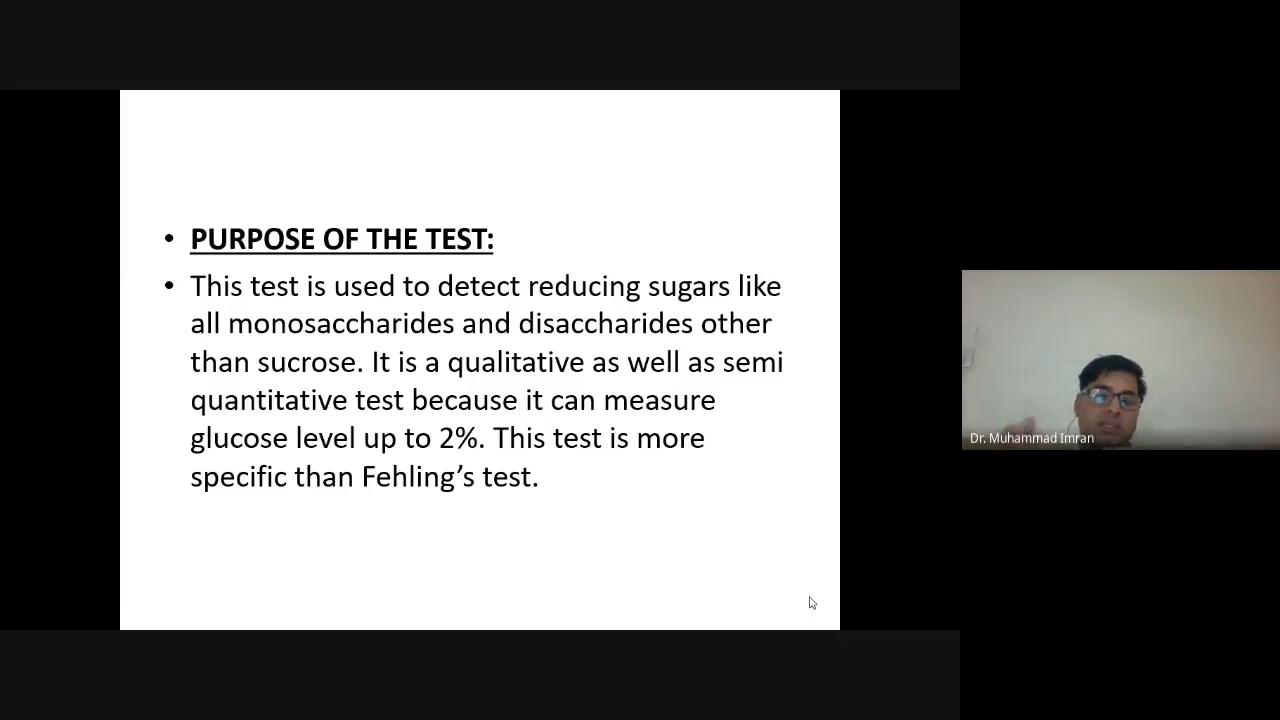 • PURPOSE OF THE TEST:
• This test is used to detect reducing sugars like
all monosaccharides and disaccharides other
than sucrose. It is a qualitative as well as semi
quantitative test because it can measure
glucose level up to 2%. This test is more
specific than Fehling’s test.
Dr. Muhammad Imran